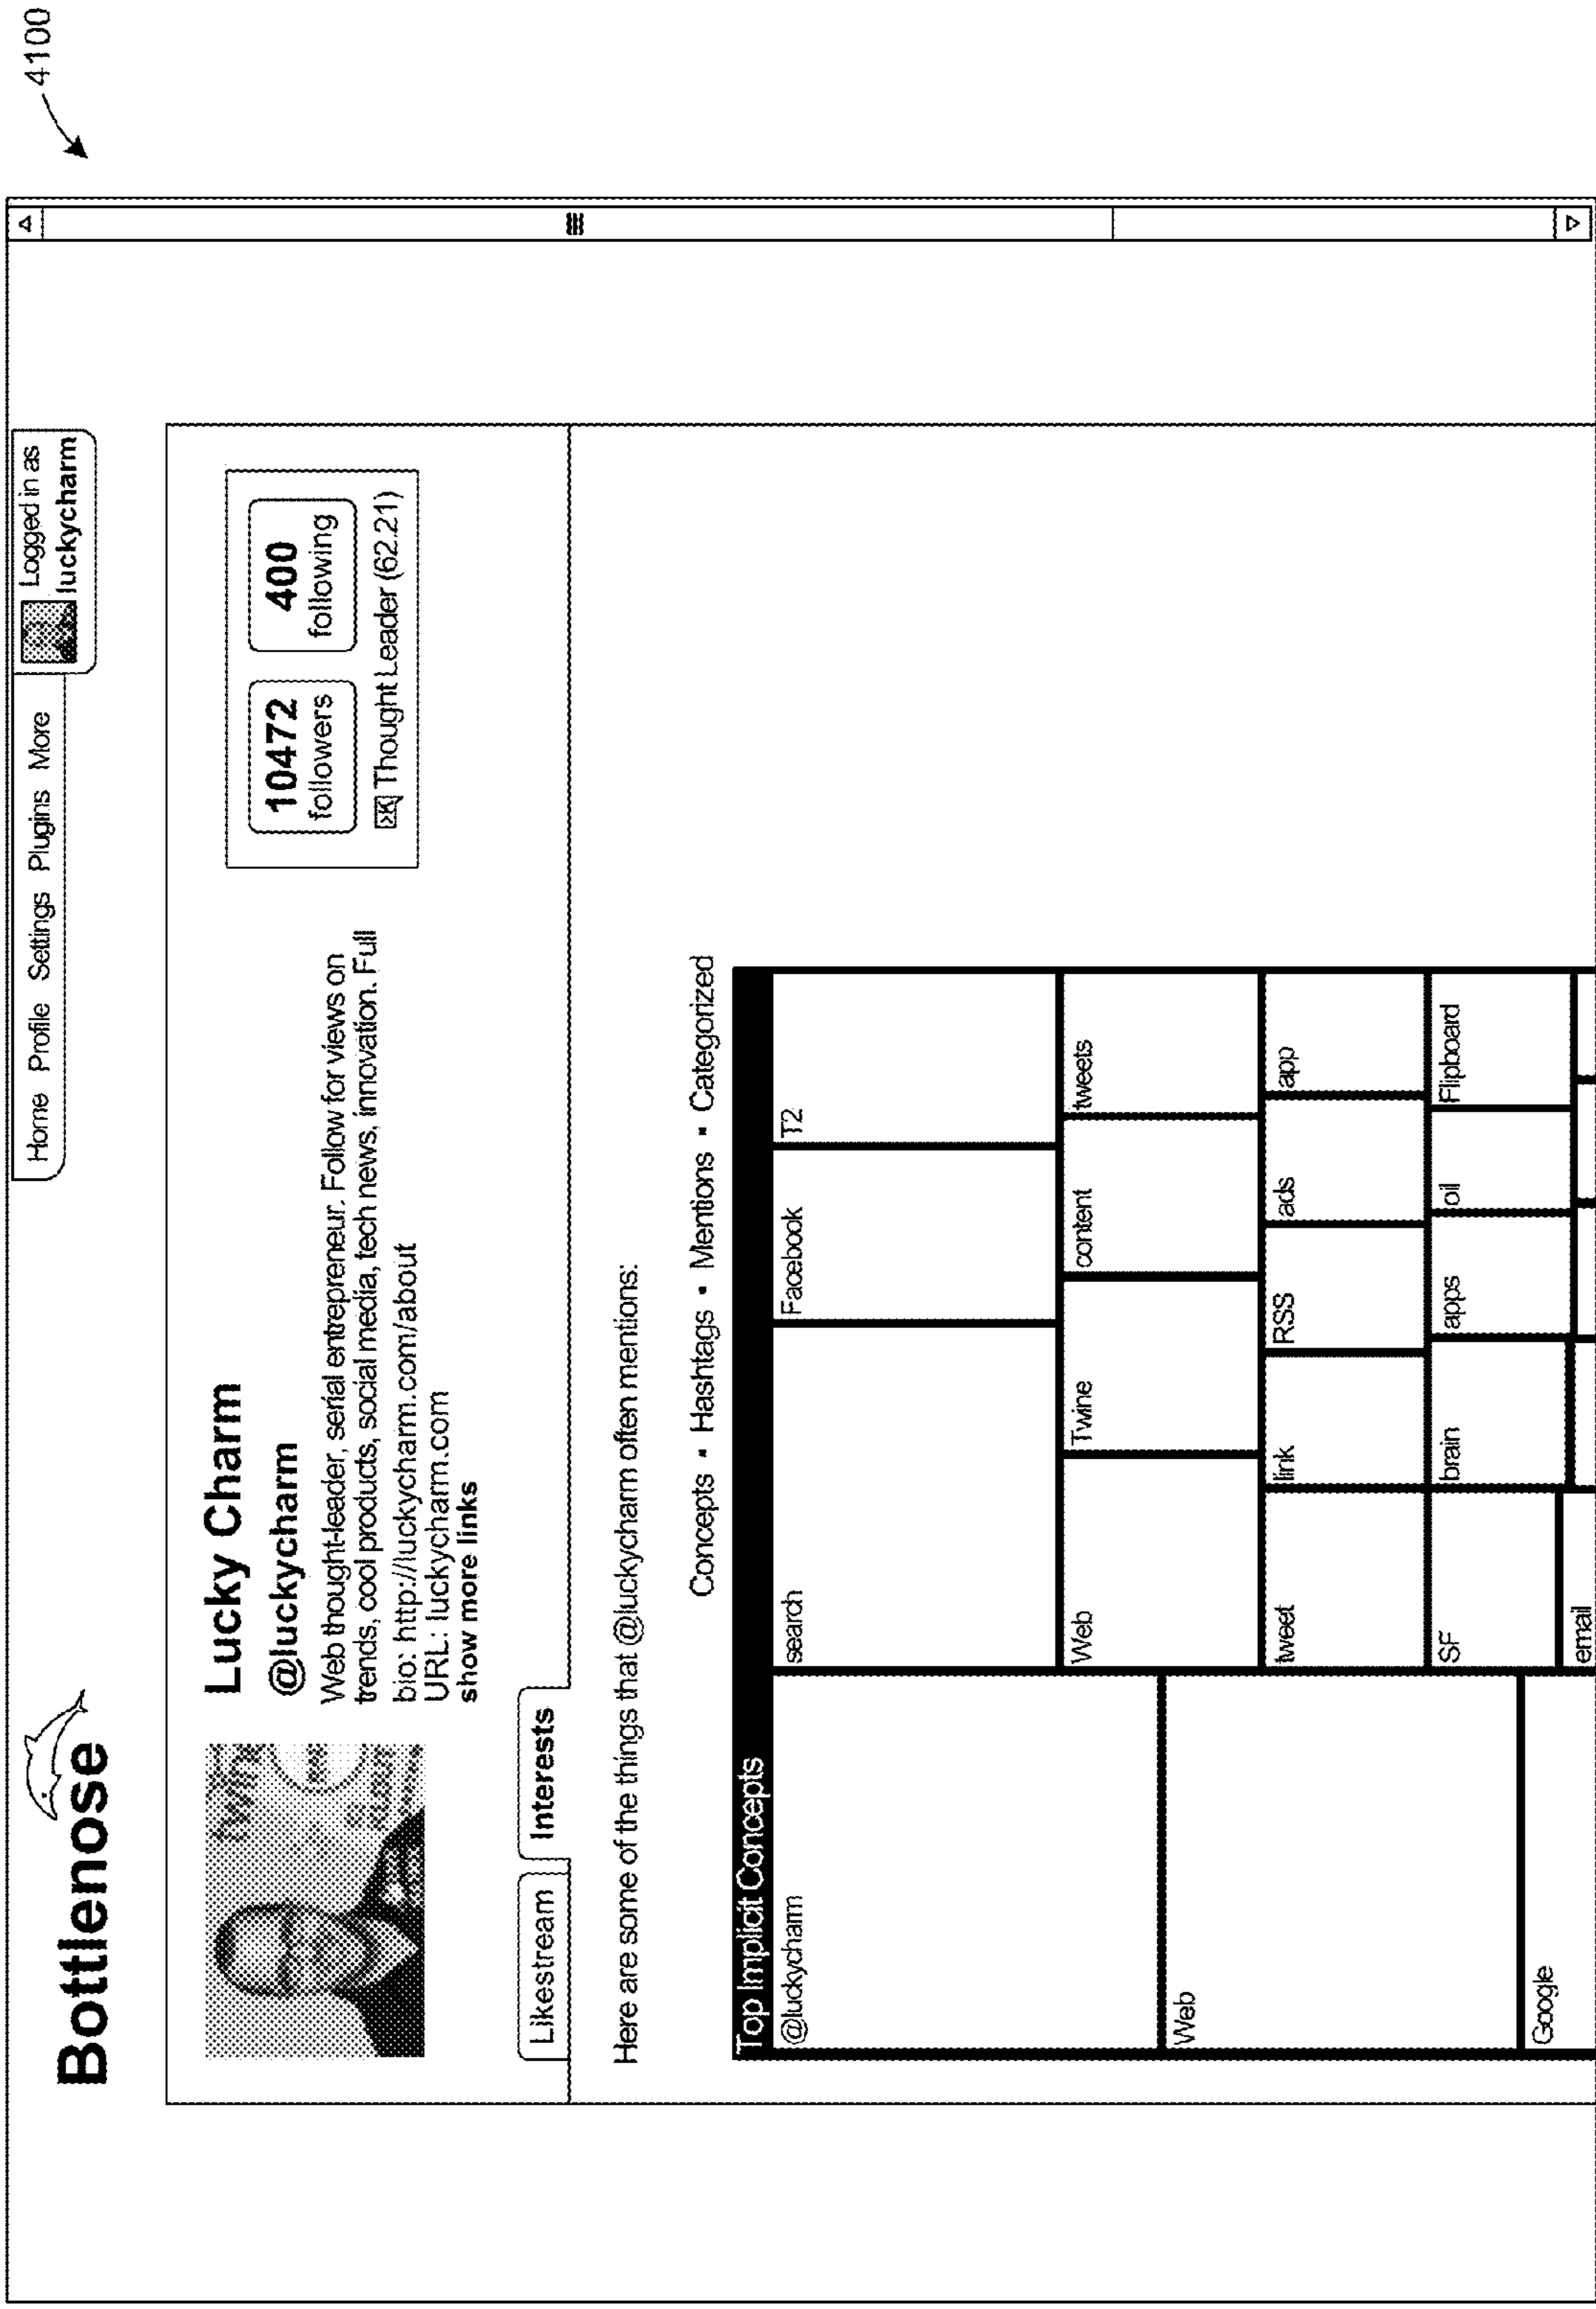 4100
Home Profile Settings Plugins More
Logged in as
luckycharm
Bottlenose
Lucky Charm
@luckycharm
Web thought-leader, serial entrepreneur. Follow for views on
trends, cool products, social media, tech news, innovation. Full
bio: http://luckycharm.com/about
URL: luckycharm.com
show more links
10472
followers
400
following
Thought Leader (62.21)
Likestream
Interests
Here are some of the things that @luckycharm often mentions:
Concepts ▪ Hashtags ▪ Mentions ▪ Categorized
Top Implicit Concepts
@luckycharm
search
Facebook
T2
Web
Twine
content
tweets
Web
tweet
link
RSS
ads
app
SF
brain
apps
oil
Flipboard
Google
email